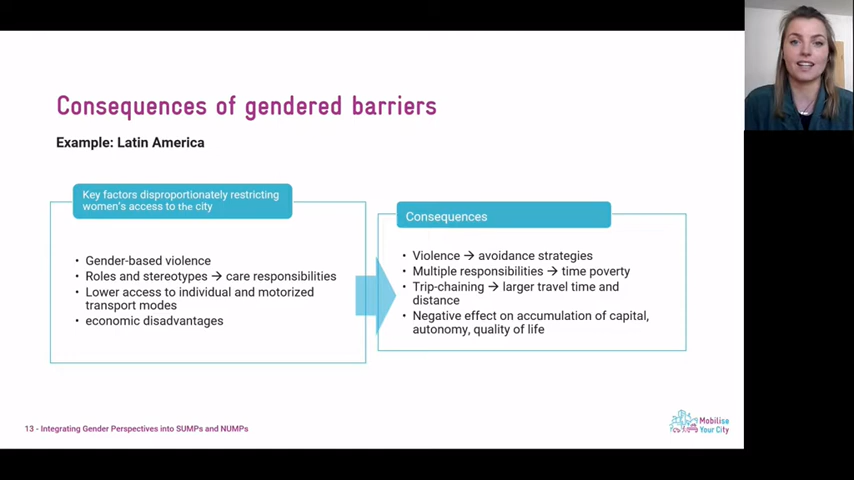 Consequences of gendered barriers
Example: Latin America
Key factors disproportionately restricting
women's access to the city
• Gender-based violence
• Roles and stereotypes → care responsibilities
• Lower access to individual and motorized
transport modes
• economic disadvantages
Consequences
• Violence → avoidance strategies
• Multiple responsibilities → time poverty
• Trip-chaining → larger travel time and
distance
• Negative effect on accumulation of capital,
autonomy, quality of life
13 - Integrating Gender Perspectives into SUMPs and NUMPs
Mobilise
Your City